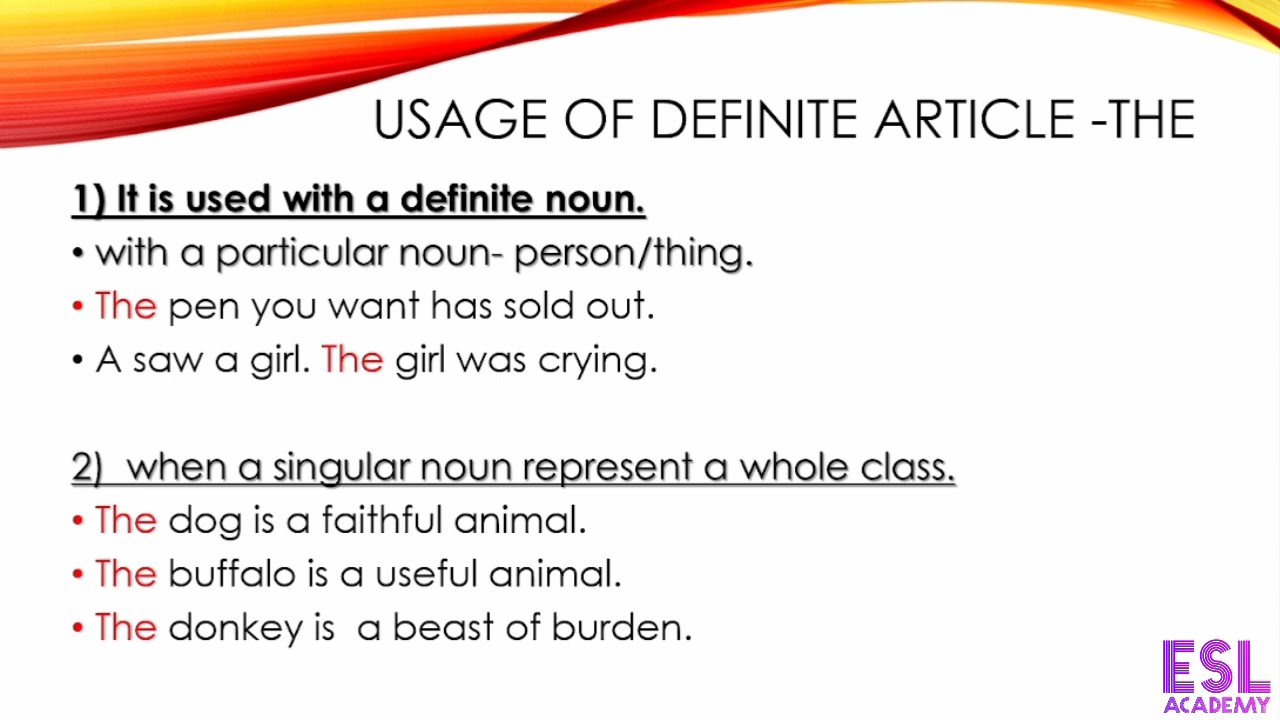 USAGE OF DEFINITE ARTICLE -THE
1) It is used with a definite noun.
• with a particular noun- person/thing.
• The pen you want has sold out.
• A saw a girl. The girl was crying.
2)  when a singular noun represent a whole class.
• The dog is a faithful animal.
• The buffalo is a useful animal.
• The donkey is  a beast of burden.
ESL
ACADEMY